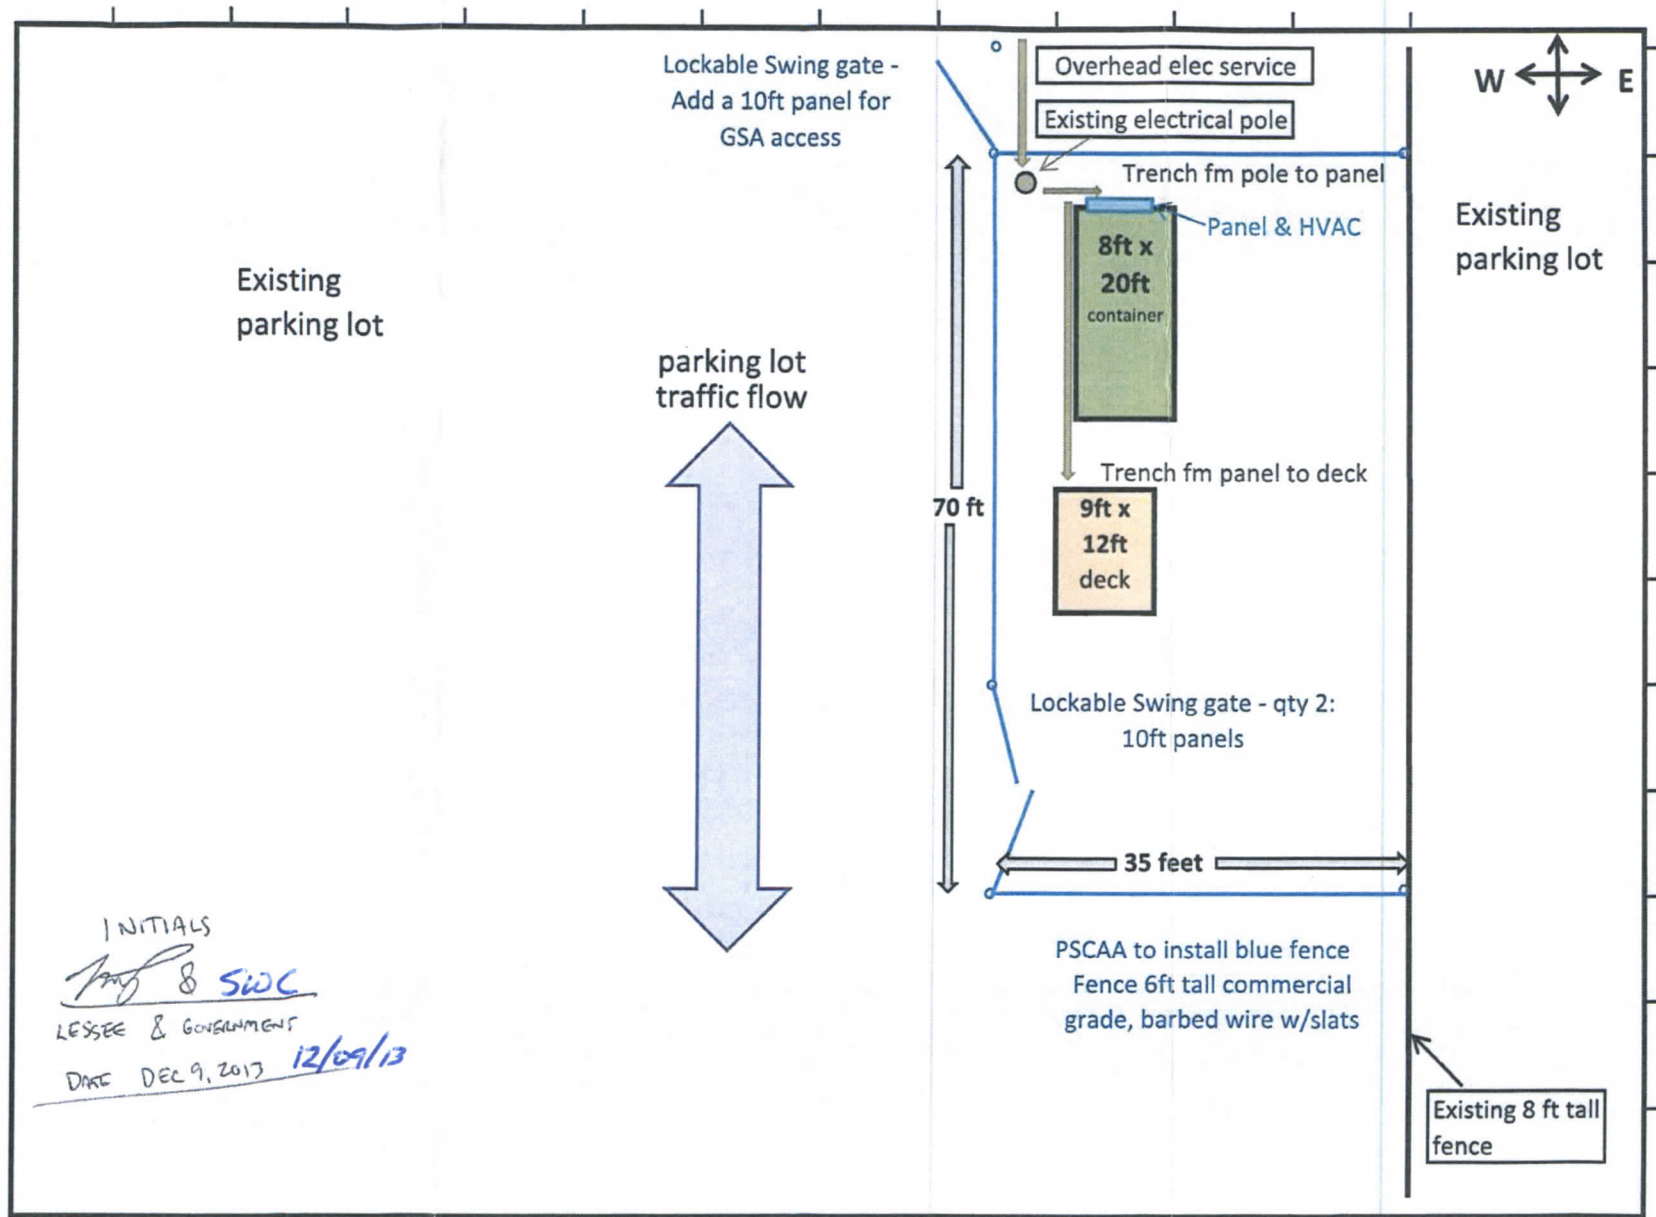 Lockable Swing gate -
Add a 10ft panel for
GSA access
Overhead elec service
Existing electrical pole
W
E
Trench fm pole to panel
Panel & HVAC
Existing
parking lot
8ft x
20ft
container
Existing
parking lot
parking lot
traffic flow
Trench fm panel to deck
70 ft
9ft x
12ft
deck
Lockable Swing gate - qty 2:
10ft panels
35 feet
PSCAA to install blue fence
Fence 6ft tall commercial
grade, barbed wire w/slats
INITIALS
& SWC
LESSEE & GOVERNMENT
DATE DEC 9, 2013 12/09/13
Existing 8 ft tall
fence